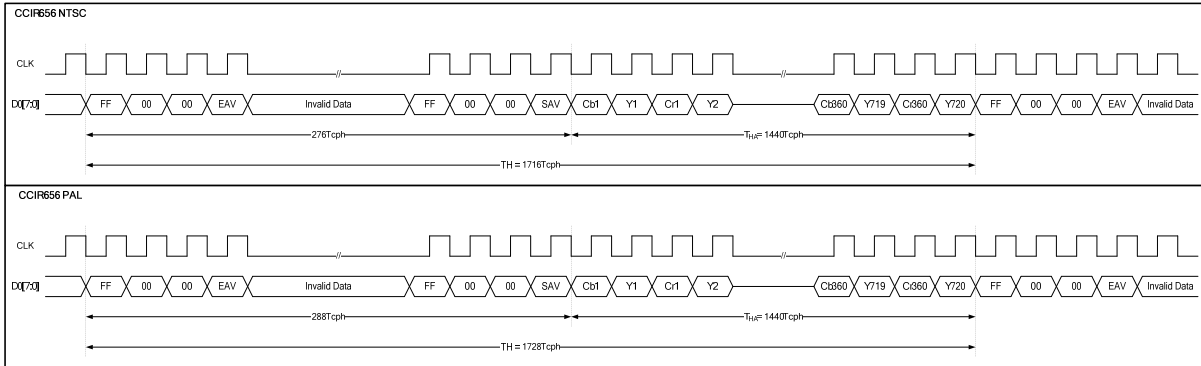 CCIR656 NTSC
CLK
//
//
D0[7:0] FF 00 00 EAV Invalid Data FF 00 00 SAV Cb1 Y1 Cr1 Y2 Cb360 Y719 Cr360 Y720 FF 00 00 EAV Invalid Data
276Tcph THA= 1440Tcph
TH = 1716Tcph
CCIR656 PAL
CLK
//
//
D0[7:0] FF 00 00 EAV Invalid Data FF 00 00 SAV Cb1 Y1 Cr1 Y2 Cb360 Y719 Cr360 Y720 FF 00 00 EAV Invalid Data
288Tcph THA= 1440Tcph
TH = 1728Tcph